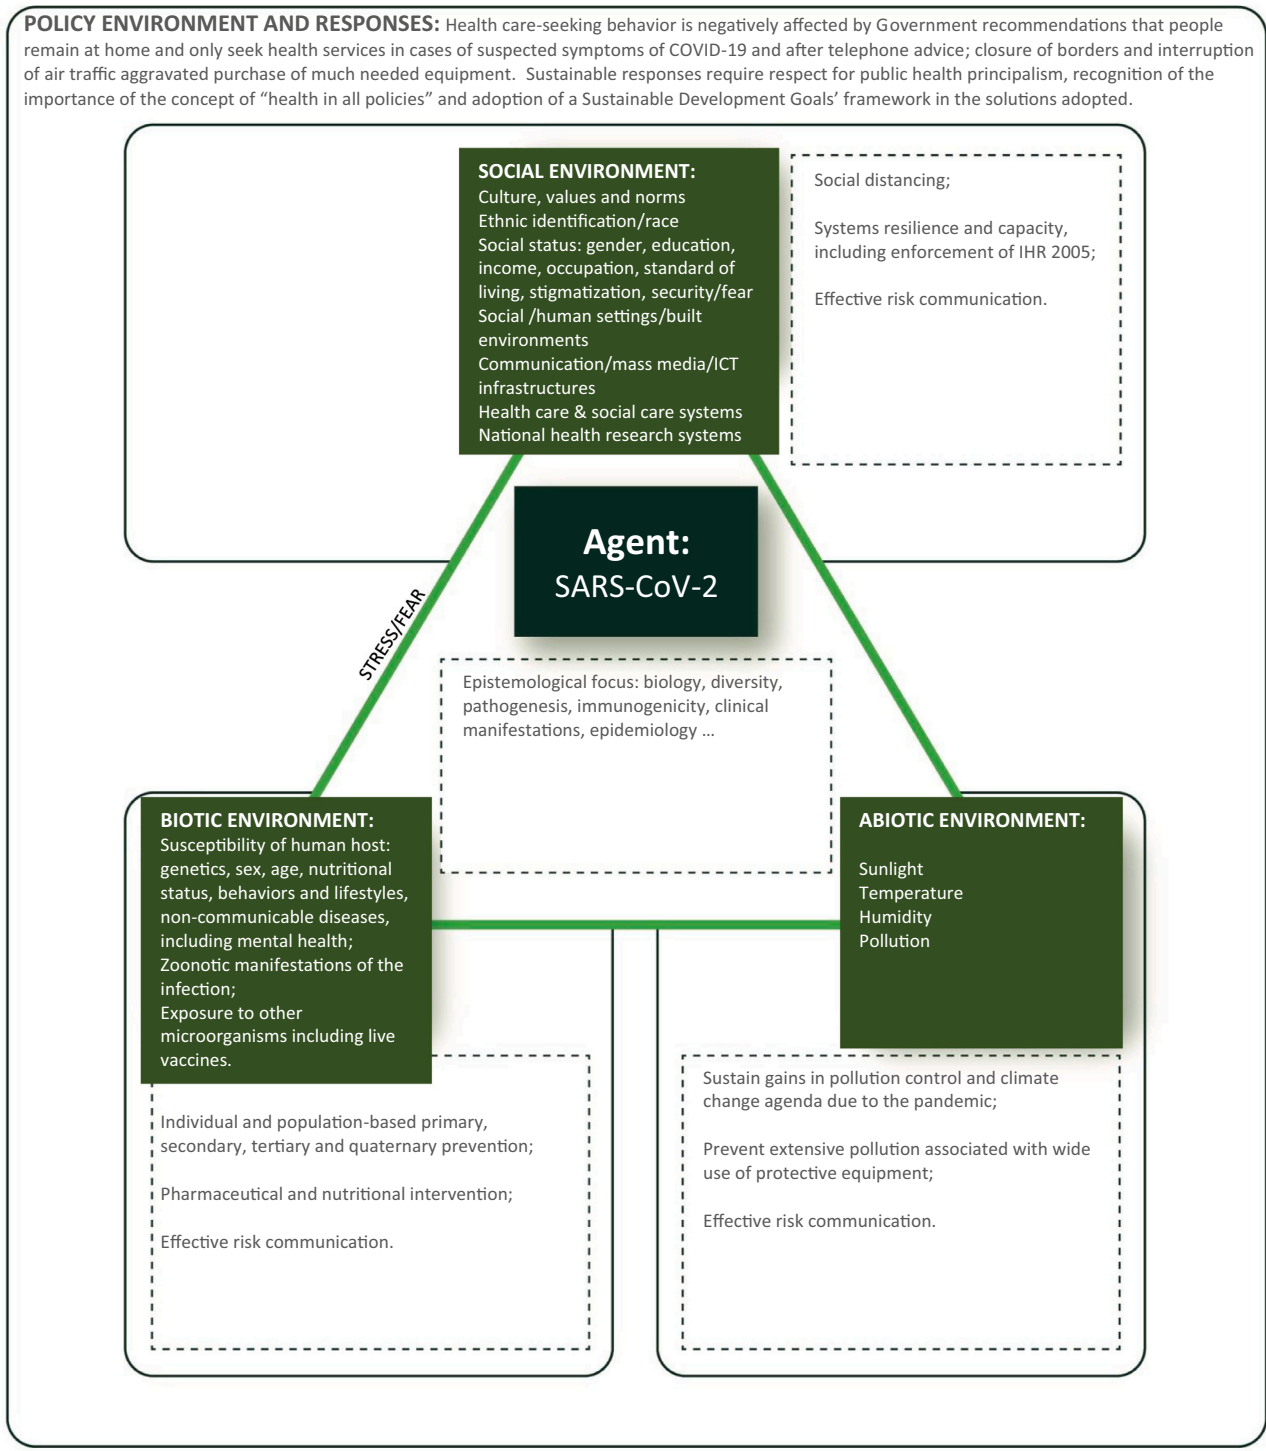 POLICY ENVIRONMENT AND RESPONSES: Health care-seeking behavior is negatively affected by Government recommendations that people
remain at home and only seek health services in cases of suspected symptoms of COVID-19 and after telephone advice; closure of borders and interruption
of air traffic aggravated purchase of much needed equipment. Sustainable responses require respect for public health principalism, recognition of the
importance of the concept of “health in all policies” and adoption of a Sustainable Development Goals’ framework in the solutions adopted.
SOCIAL ENVIRONMENT:
Culture, values and norms
Ethnic identification/race
Social status: gender, education,
income, occupation, standard of
living, stigmatization, security/fear
Social /human settings/built
environments
Communication/mass media/ICT
infrastructures
Health care & social care systems
National health research systems
Social distancing;
Systems resilience and capacity,
including enforcement of IHR 2005;
Effective risk communication.
Agent:
SARS-CoV-2
STRESS/FEAR
Epistemological focus: biology, diversity,
pathogenesis, immunogenicity, clinical
manifestations, epidemiology ...
BIOTIC ENVIRONMENT:
Susceptibility of human host:
genetics, sex, age, nutritional
status, behaviors and lifestyles,
non-communicable diseases,
including mental health;
Zoonotic manifestations of the
infection;
Exposure to other
microorganisms including live
vaccines.
Individual and population-based primary,
secondary, tertiary and quaternary prevention;
Pharmaceutical and nutritional intervention;
Effective risk communication.
ABIOTIC ENVIRONMENT:
Sunlight
Temperature
Humidity
Pollution
Sustain gains in pollution control and climate
change agenda due to the pandemic;
Prevent extensive pollution associated with wide
use of protective equipment;
Effective risk communication.